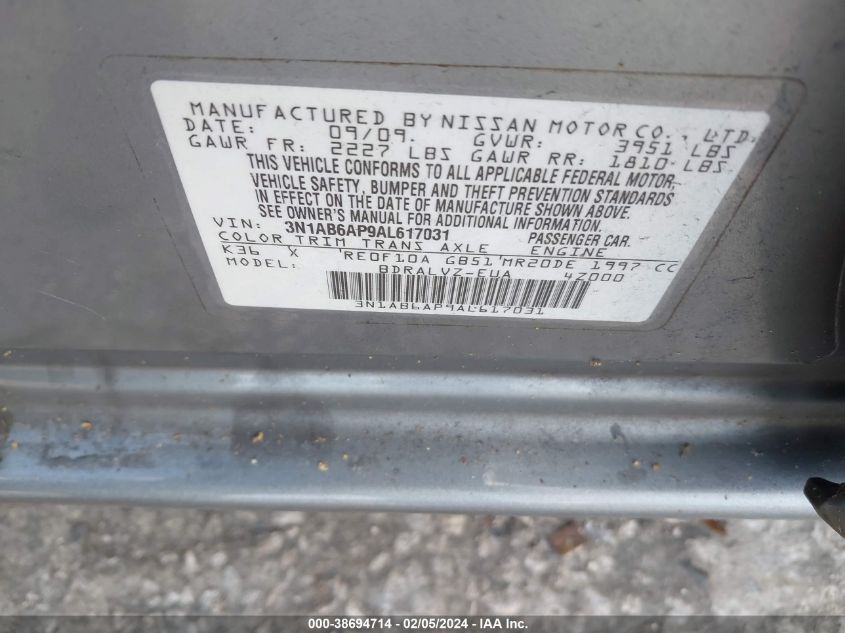 MANUFACTURED BY NISSAN MOTOR CO., LTD.
DATE: 09/09. GVWR: 3951 LBS
GAWR FR: 2227 LBS GAWR RR: 1810 LBS
THIS VEHICLE CONFORMS TO ALL APPLICABLE FEDERAL MOTOR
VEHICLE SAFETY, BUMPER AND THEFT PREVENTION STANDARDS
IN EFFECT ON THE DATE OF MANUFACTURE SHOWN ABOVE.
SEE OWNER'S MANUAL FOR ADDITIONAL INFORMATION.
VIN: 3N1AB6AP9AL617031 PASSENGER CAR.
COLOR TRIM TRANS AXLE ENGINE
K36 X RE0F10A GB51 MR20DE 1997 CC
MODEL: BDRALVZ-EUA 4Z000
3N1AB6AP9AL617031
000-38694714 - 02/05/2024 - IAA Inc.